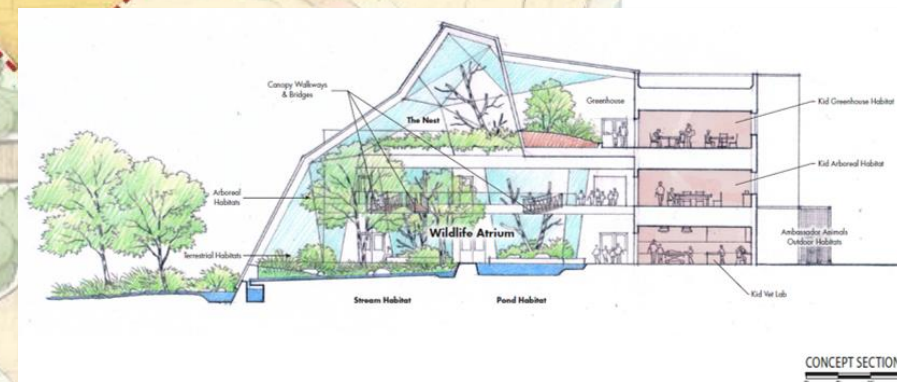 Canopy Walkways
& Bridges
The Nest
Greenhouse
Kid Greenhouse Habitat
Kid Arboreal Habitat
Arboreal
Habitats
Wildlife Atrium
Ambassador Animals
Outdoor Habitats
Terrestrial Habitats
Kid Vet Lab
Stream Habitat
Pond Habitat
CONCEPT SECTION